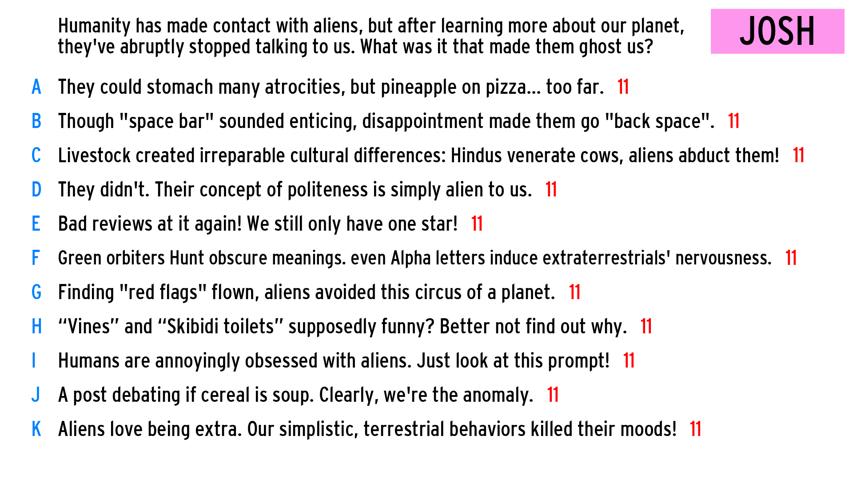 Humanity has made contact with aliens, but after learning more about our planet,
they've abruptly stopped talking to us. What was it that made them ghost us?
JOSH
A They could stomach many atrocities, but pineapple on pizza... too far. 11
B Though "space bar" sounded enticing, disappointment made them go "back space". 11
C Livestock created irreparable cultural differences: Hindus venerate cows, aliens abduct them! 11
D They didn't. Their concept of politeness is simply alien to us. 11
E Bad reviews at it again! We still only have one star! 11
F Green orbiters Hunt obscure meanings. even Alpha letters induce extraterrestrials' nervousness. 11
G Finding "red flags" flown, aliens avoided this circus of a planet. 11
H “Vines” and “Skibidi toilets” supposedly funny? Better not find out why. 11
I Humans are annoyingly obsessed with aliens. Just look at this prompt! 11
J A post debating if cereal is soup. Clearly, we're the anomaly. 11
K Aliens love being extra. Our simplistic, terrestrial behaviors killed their moods! 11